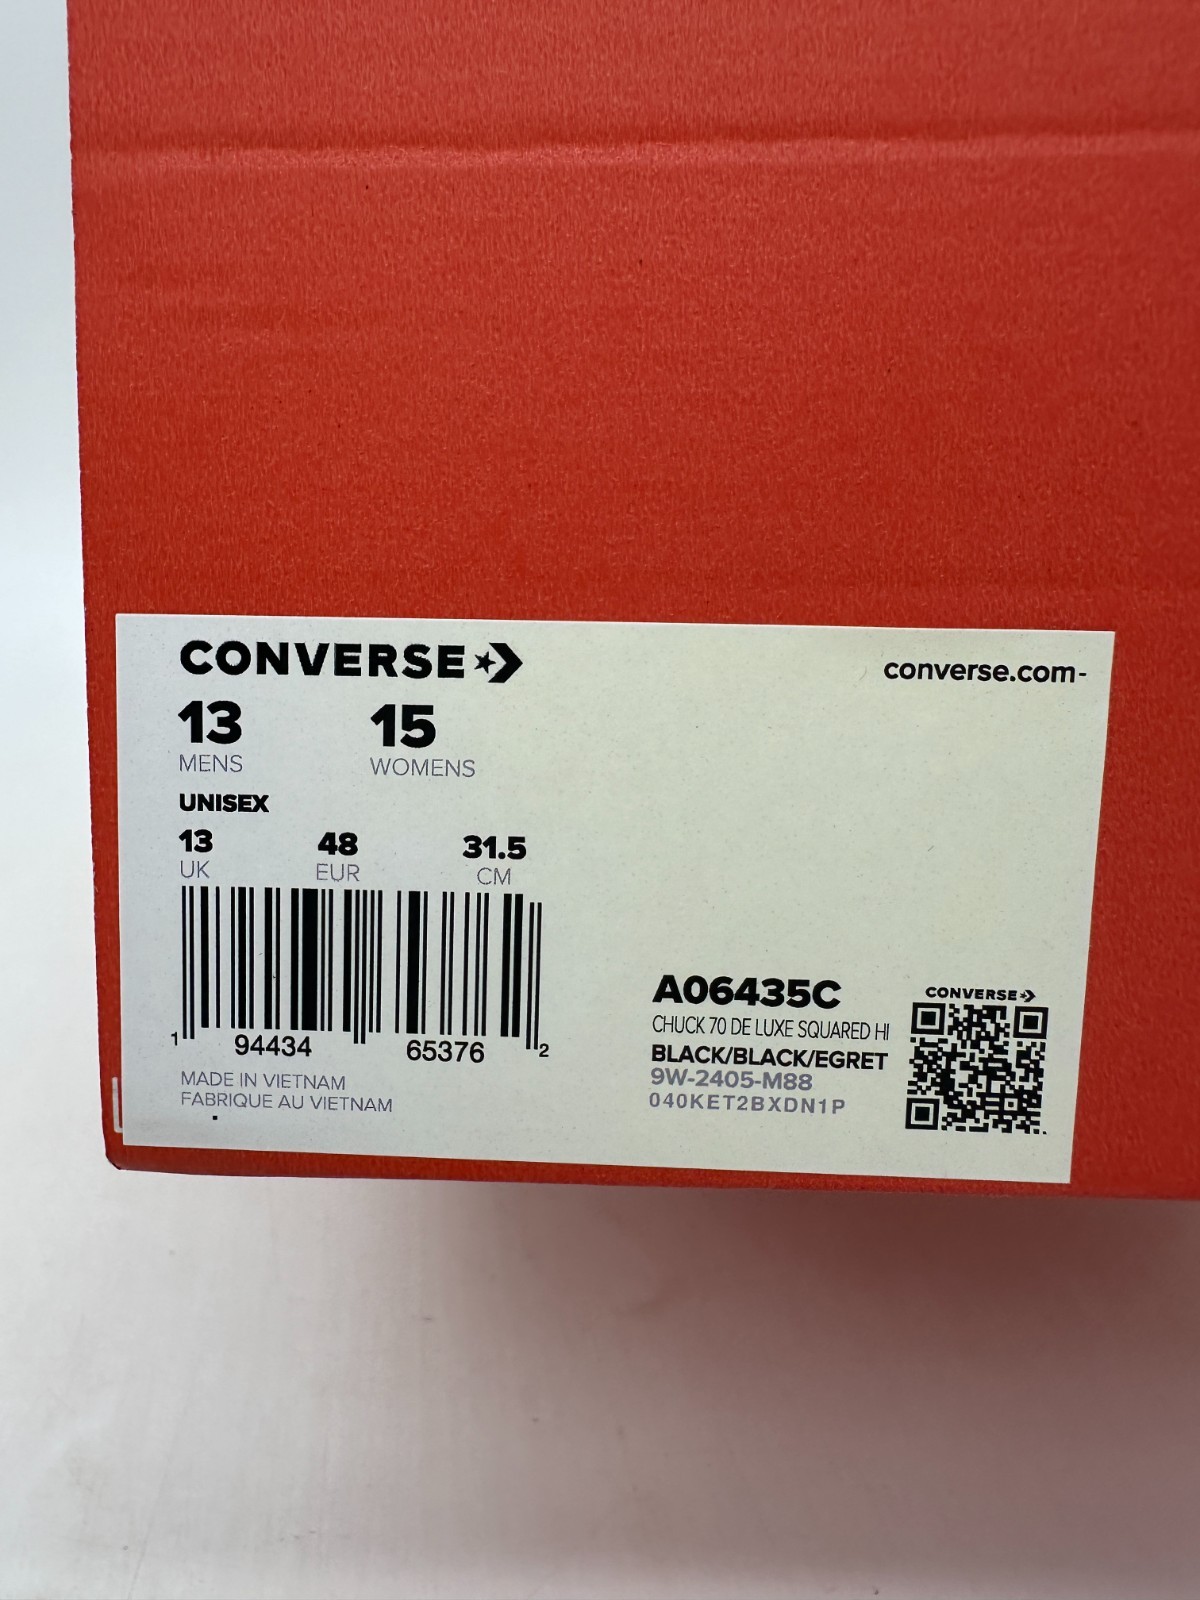 CONVERSE
converse.com-
13 15
MENS WOMENS
UNISEX
13 48 31.5
UK EUR CM
1 94434 65376 2
MADE IN VIETNAM
FABRIQUE AU VIETNAM
CONVERSE
A06435C
CHUCK 70 DE LUXE SQUARED HI
BLACK/BLACK/EGRET
9W-2405-M88
040KET2BXDN1P